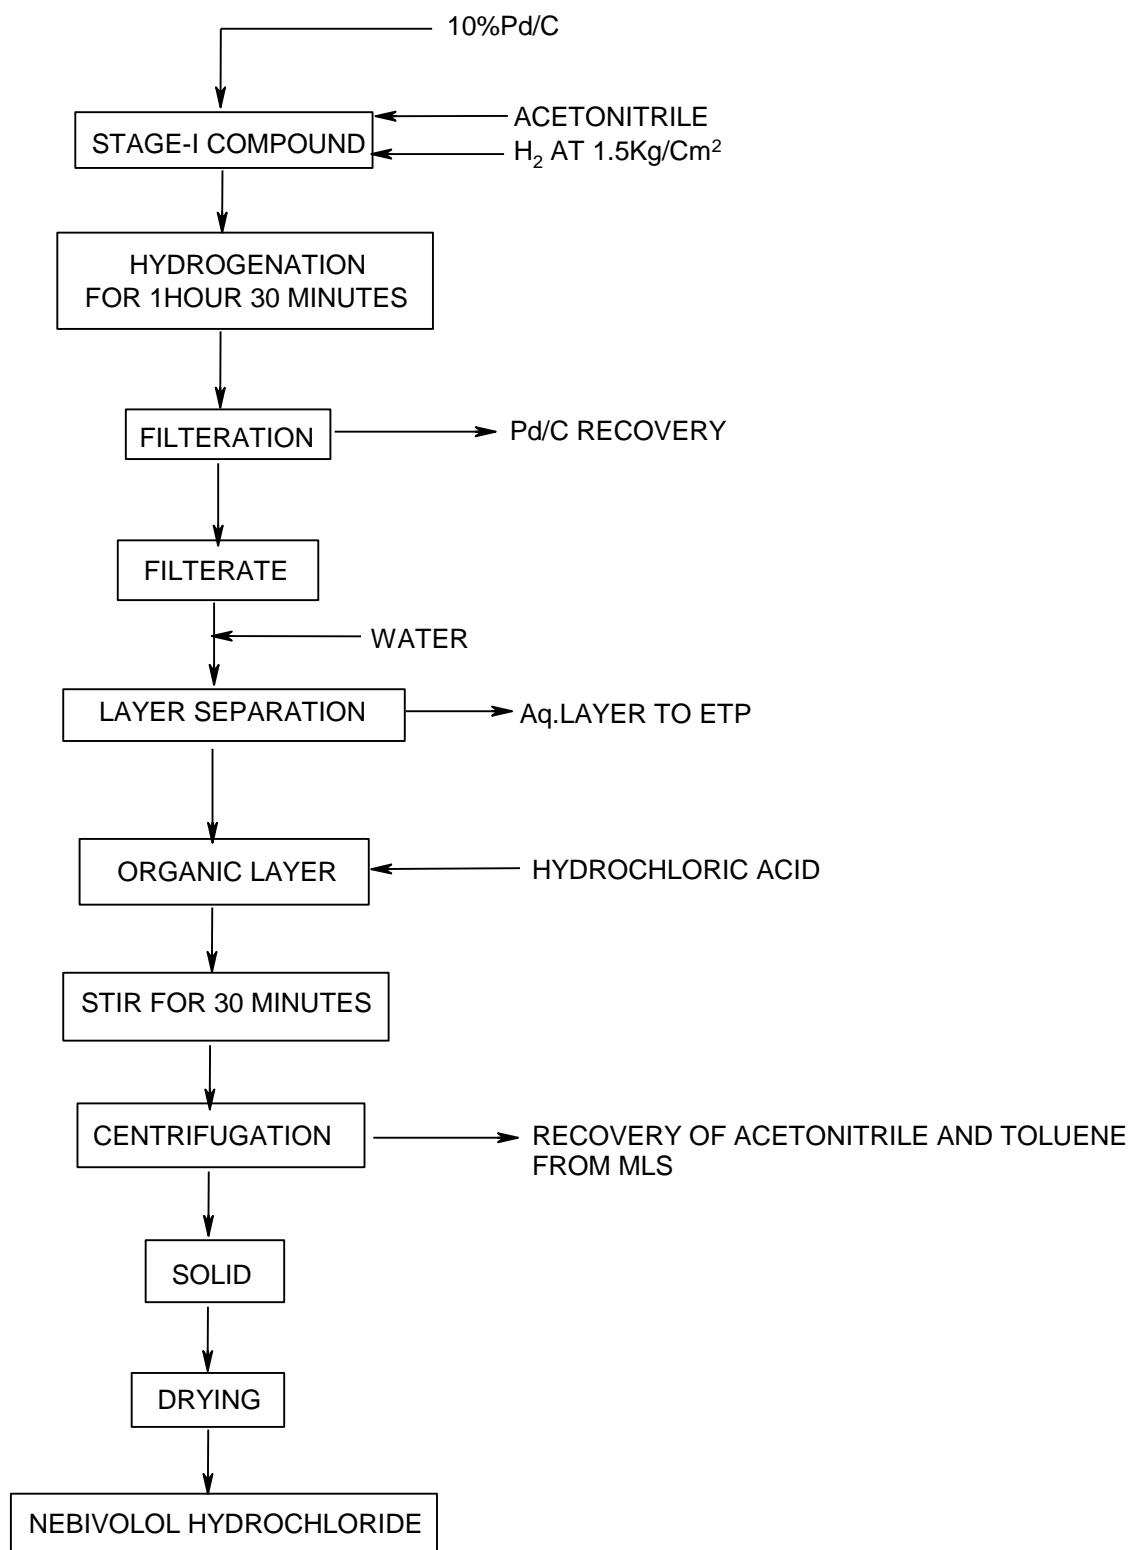 10%Pd/C
ACETONITRILE
STAGE-I COMPOUND
H₂ AT 1.5Kg/Cm²
HYDROGENATION
FOR 1HOUR 30 MINUTES
FILTERATION
Pd/C RECOVERY
FILTERATE
WATER
LAYER SEPARATION
Aq.LAYER TO ETP
ORGANIC LAYER
HYDROCHLORIC ACID
STIR FOR 30 MINUTES
CENTRIFUGATION
RECOVERY OF ACETONITRILE AND TOLUENE
FROM MLS
SOLID
DRYING
NEBIVOLOL HYDROCHLORIDE